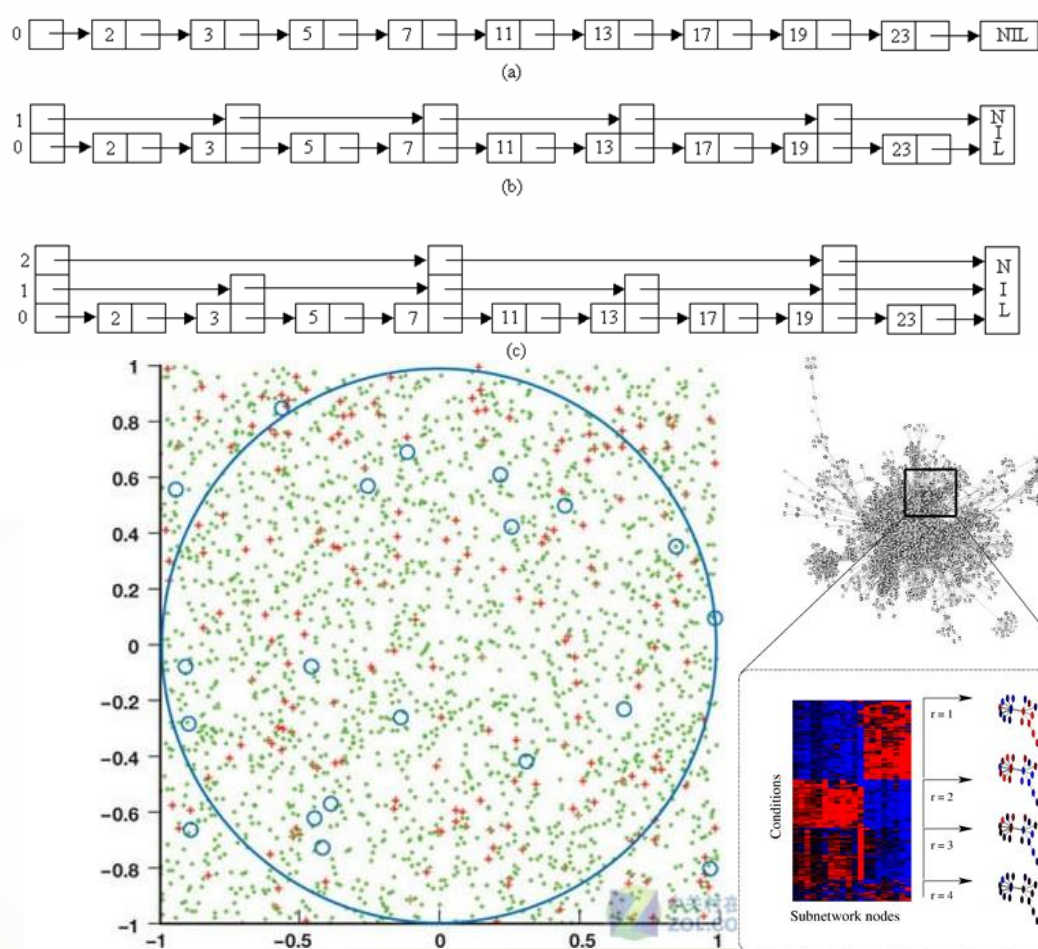 0 2 3 5 7 11 13 17 19 23 NIL
(a)
1
0 2 3 5 7 11 13 17 19 23 NIL
(b)
2
1
0 2 3 5 7 11 13 17 19 23 NIL
(c)
1
0.8
0.6
0.4
0.2
0
−0.2
−0.4
−0.6
−0.8
−1
−1 −0.5 0 0.5 1
Conditions
r = 1
r = 2
r = 3
r = 4
Subnetwork nodes